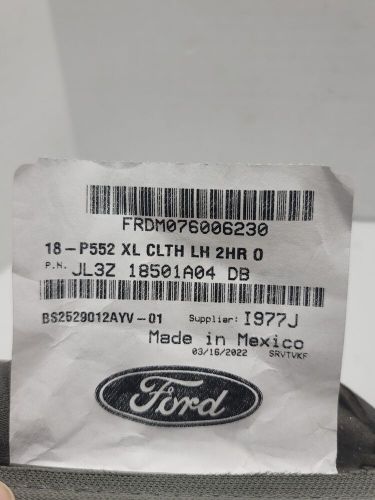 FRDM076006230
18-P552 XL CLTH LH 2HR O
P.N. JL3Z 18501A04 DB
BS2529012AYV-01 Supplier: I977J
Made in Mexico
03/16/2022 SRVTVKF
Ford